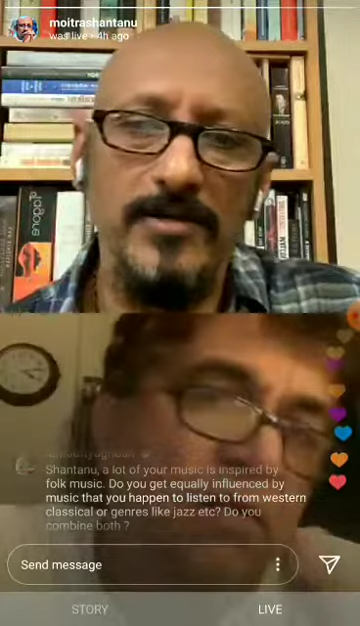 moitrashantanu
was live • 4h ago
Shantanu, a lot of your music is inspired by
folk music. Do you get equally influenced by
music that you happen to listen to from western
classical or genres like jazz etc? Do you
combine both ?
Send message
STORY
LIVE